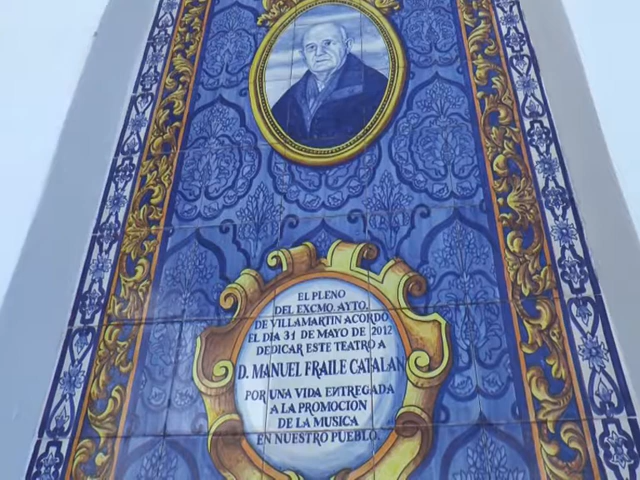 EL PLENO
DEL EXCMO. AYTO.
DE VILLAMARTIN ACORDO
EL DIA 31 DE MAYO DE 2012
DEDICAR ESTE TEATRO A
D. MANUEL FRAILE CATALAN
POR UNA VIDA ENTREGADA
A LA PROMOCION
DE LA MUSICA
EN NUESTRO PUEBLO.